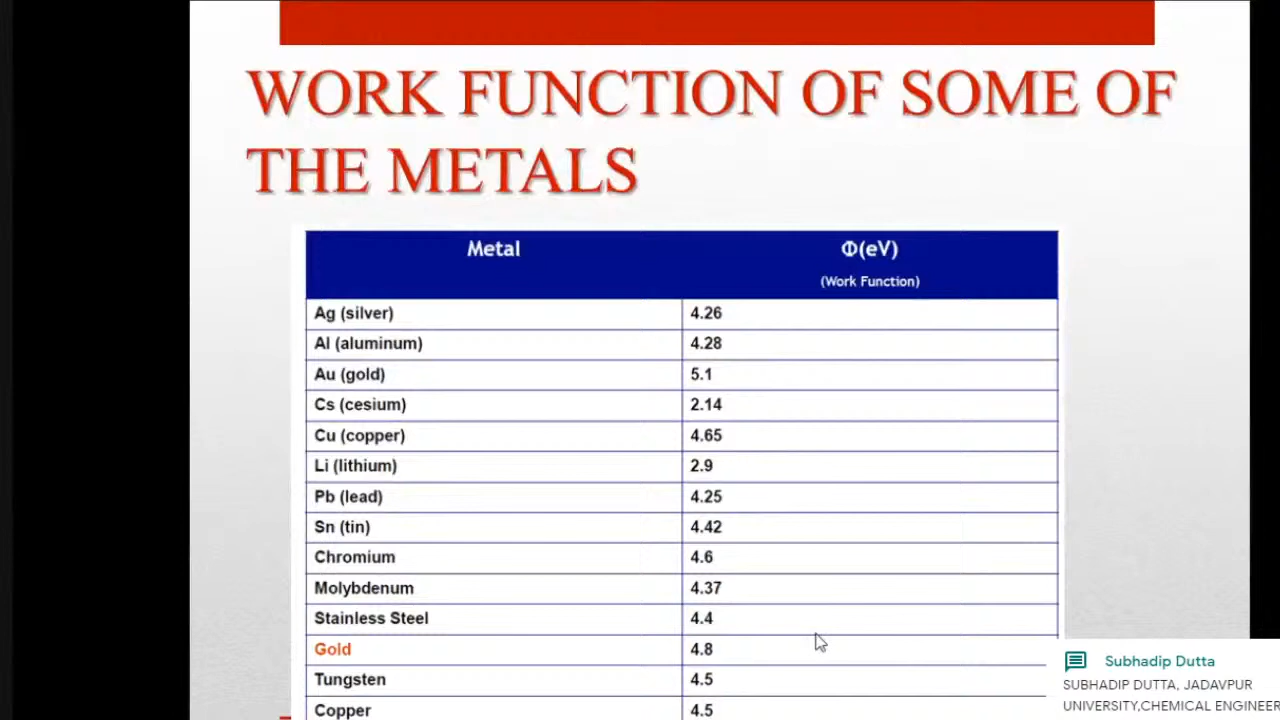 WORK FUNCTION OF SOME OF
THE METALS
Metal Φ(eV)
(Work Function)
Ag (silver) 4.26
Al (aluminum) 4.28
Au (gold) 5.1
Cs (cesium) 2.14
Cu (copper) 4.65
Li (lithium) 2.9
Pb (lead) 4.25
Sn (tin) 4.42
Chromium 4.6
Molybdenum 4.37
Stainless Steel 4.4
Gold 4.8
Tungsten 4.5
Copper 4.5
Subhadip Dutta
SUBHADIP DUTTA, JADAVPUR
UNIVERSITY,CHEMICAL ENGINEER